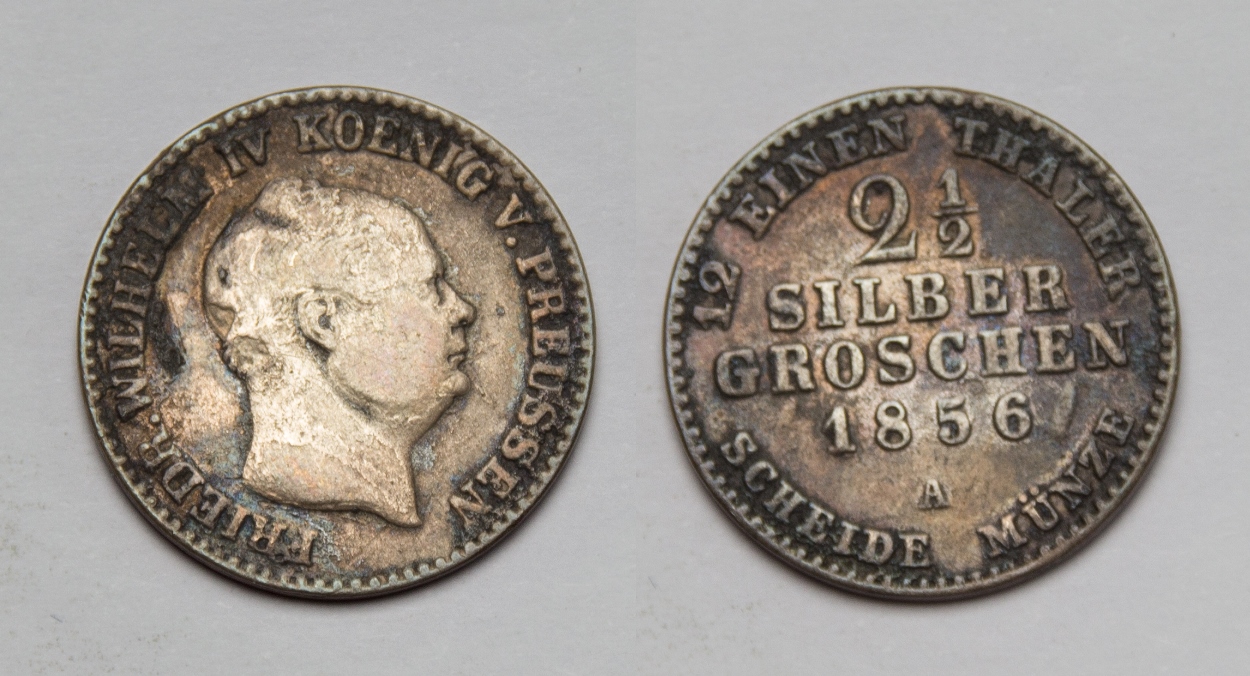 FRIEDR. WILHELM IV KOENIG V. PREUSSEN
12 EINEN THALER
2 1/2
SILBER
GROSCHEN
1856
A
SCHEIDE MÜNZE